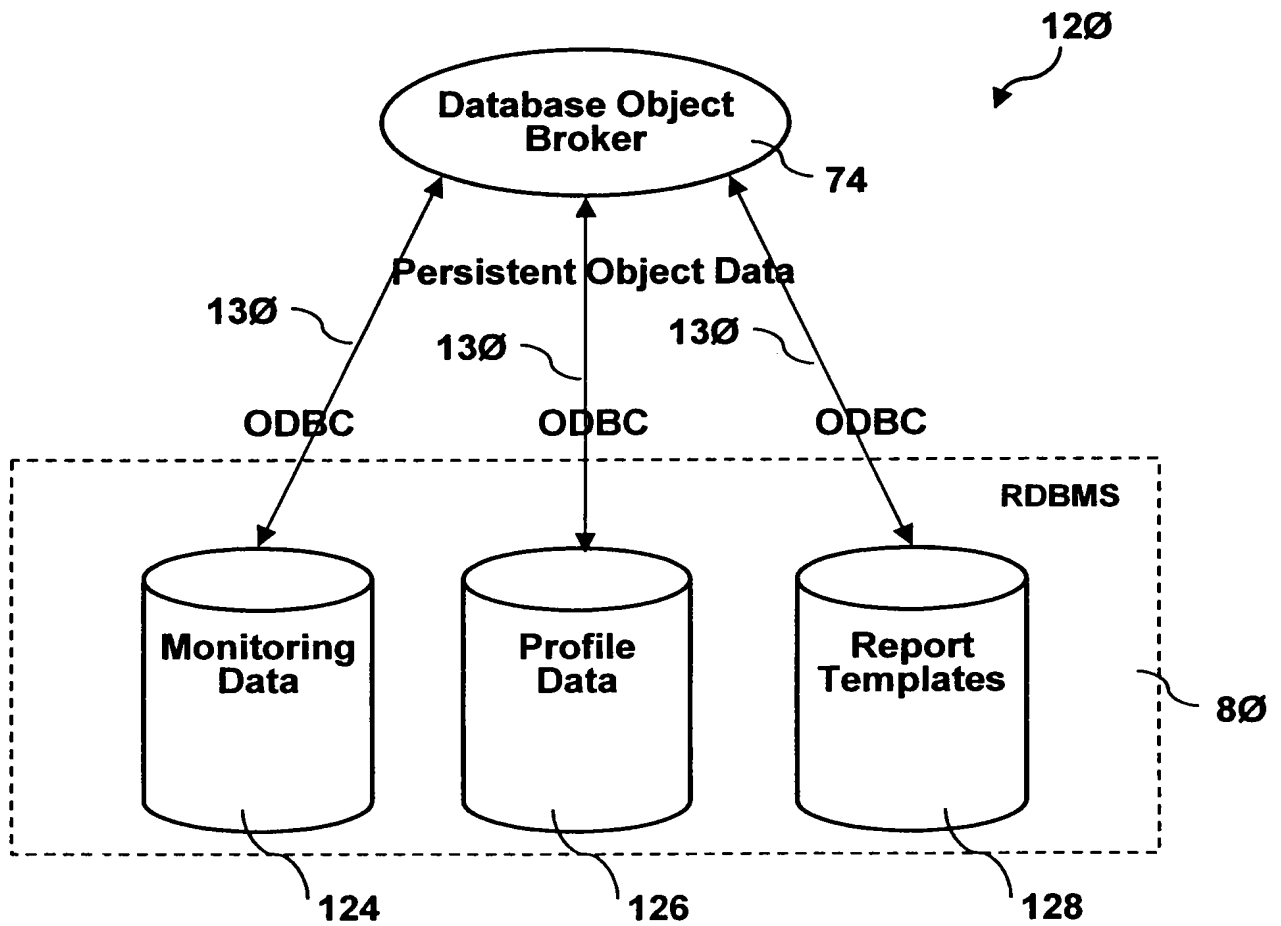 12Ø
Database Object
Broker
74
Persistent Object Data
13Ø
13Ø
13Ø
ODBC
ODBC
ODBC
RDBMS
Monitoring
Data
Profile
Data
Report
Templates
8Ø
124
126
128